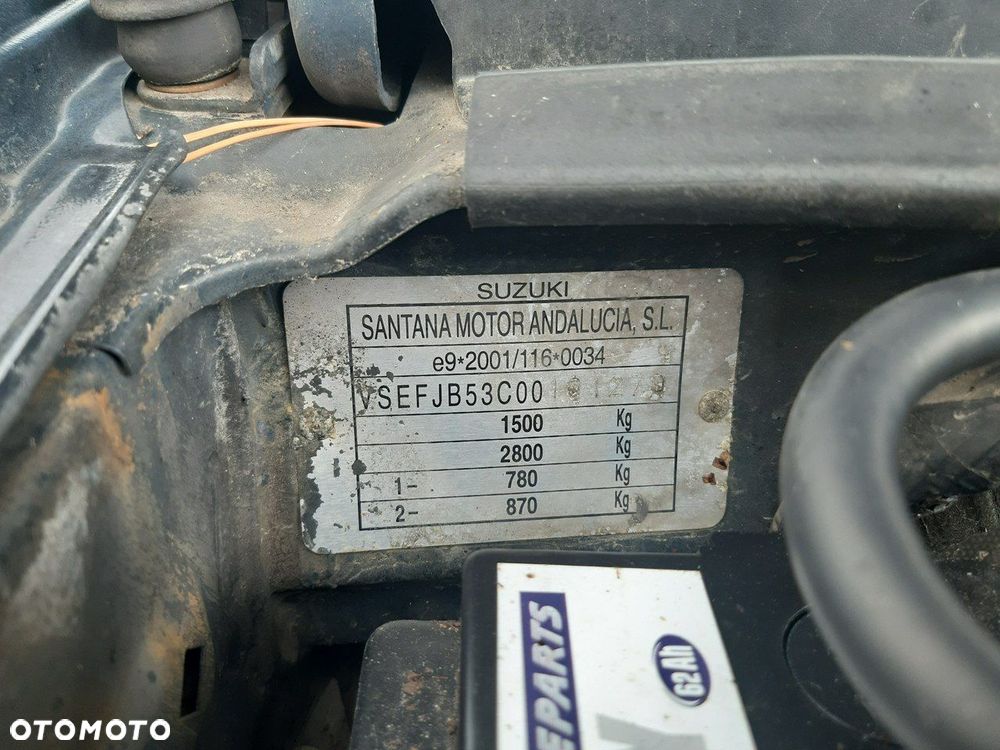 SUZUKI
SANTANA MOTOR ANDALUCIA, S.L.
e9*2001/116*0034
1500 Kg
2800 Kg
1- 780 Kg
2- 870 Kg
EPARTS
62Ah
OTOMOTO